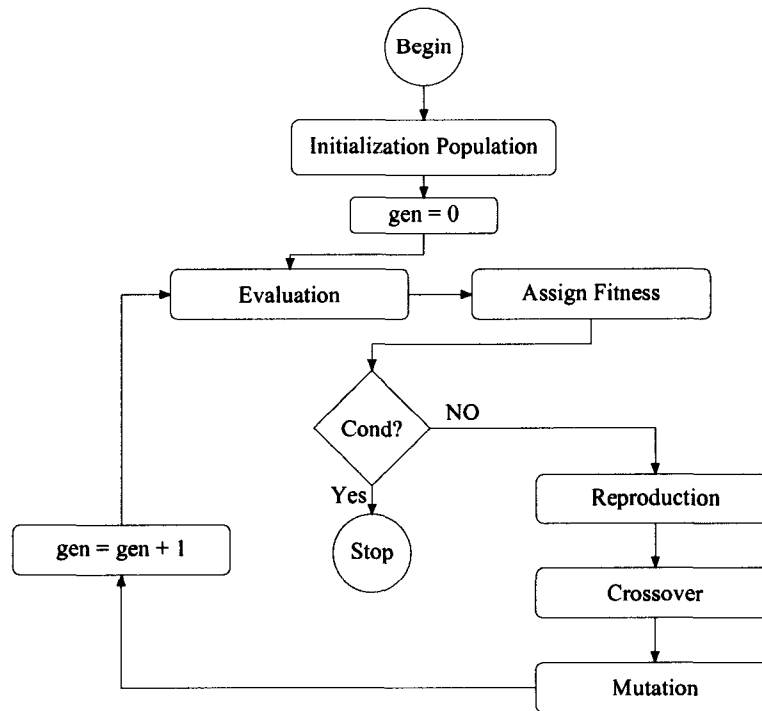 Begin
Initialization Population
gen = 0
Evaluation
Assign Fitness
Cond?
NO
Yes
Reproduction
Stop
gen = gen + 1
Crossover
Mutation